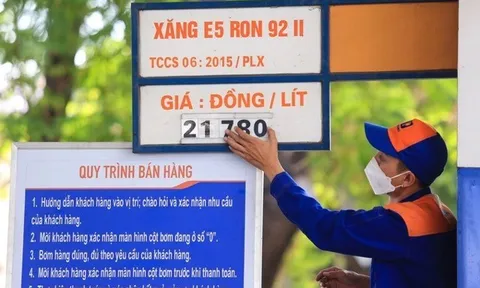 XĂNG E5 RON 92 II
TCCS 06 : 2015 / PLX
GIÁ : ĐỒNG / LÍT
21 780
QUY TRÌNH BÁN HÀNG
1. Hướng dẫn khách hàng vào vị trí; chào hỏi và xác nhận nhu cầu
của khách hàng.
2. Mời khách hàng xác nhận màn hình cột bơm đang ở số "0".
3. Bơm hàng đúng, đủ theo yêu cầu của khách hàng.
4. Mời khách hàng xác nhận màn hình cột bơm trước khi thanh toán.